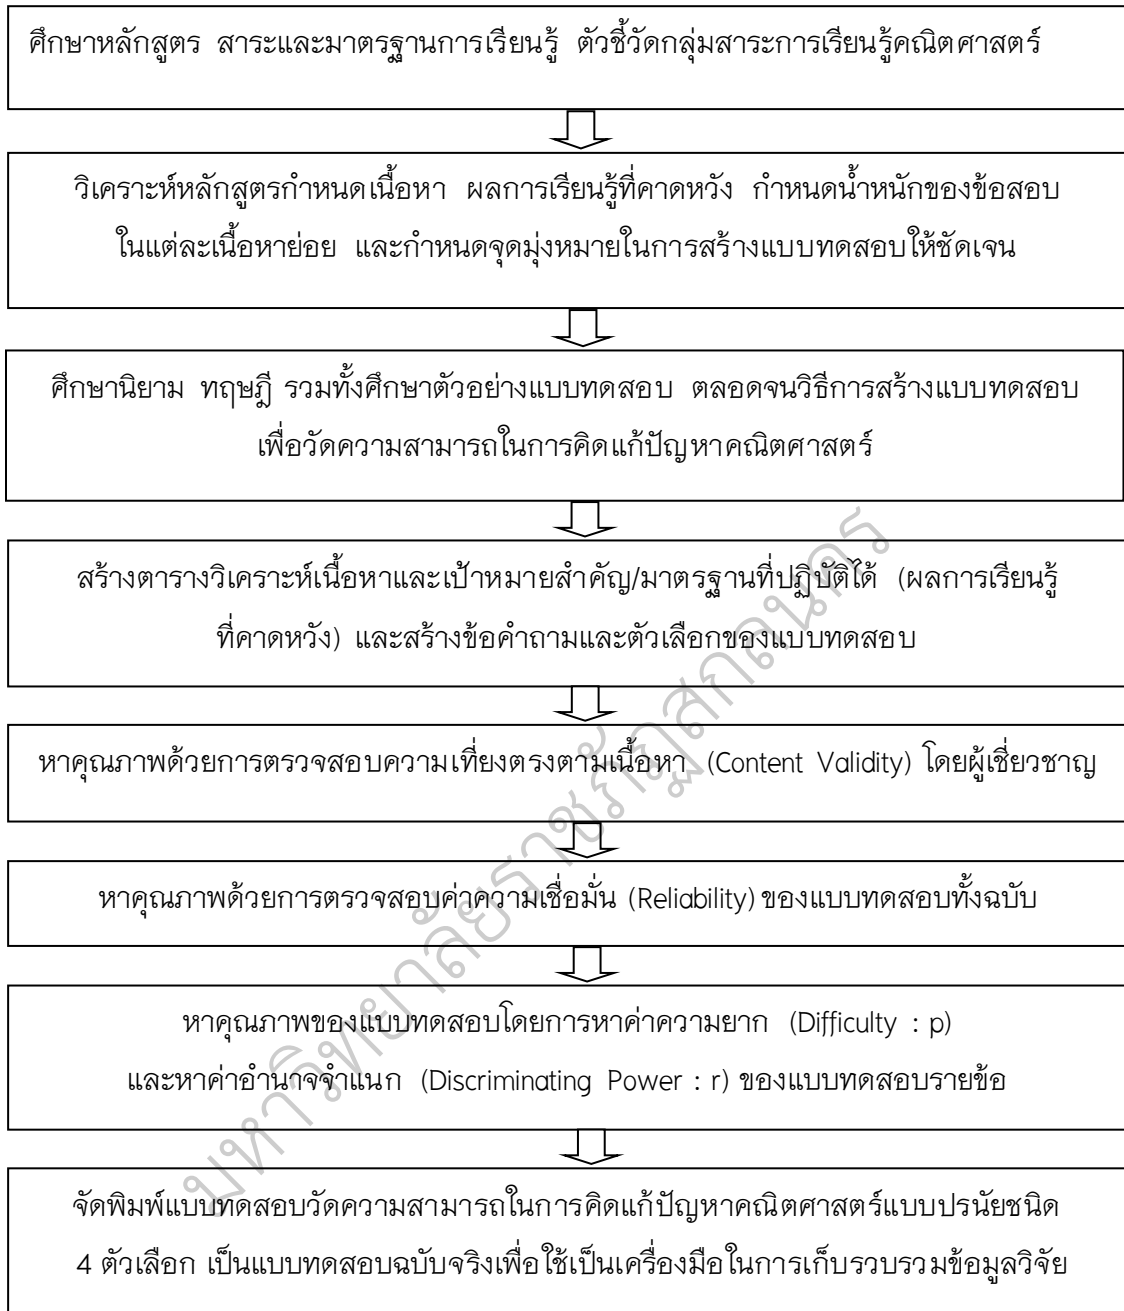 ศึกษาหลักสูตร สาระและมาตรฐานการเรียนรู้ ตัวชี้วัดกลุ่มสาระการเรียนรู้คณิตศาสตร์
วิเคราะห์หลักสูตรกำหนดเนื้อหา ผลการเรียนรู้ที่คาดหวัง กำหนดน้ำหนักของข้อสอบ
ในแต่ละเนื้อหาย่อย และกำหนดจุดมุ่งหมายในการสร้างแบบทดสอบให้ชัดเจน
ศึกษานิยาม ทฤษฎี รวมทั้งศึกษาตัวอย่างแบบทดสอบ ตลอดจนวิธีการสร้างแบบทดสอบ
เพื่อวัดความสามารถในการคิดแก้ปัญหาคณิตศาสตร์
สร้างตารางวิเคราะห์เนื้อหาและเป้าหมายสำคัญ/มาตรฐานที่ปฏิบัติได้ (ผลการเรียนรู้
ที่คาดหวัง) และสร้างข้อคำถามและตัวเลือกของแบบทดสอบ
หาคุณภาพด้วยการตรวจสอบความเที่ยงตรงตามเนื้อหา (Content Validity) โดยผู้เชี่ยวชาญ
หาคุณภาพด้วยการตรวจสอบค่าความเชื่อมั่น (Reliability) ของแบบทดสอบทั้งฉบับ
หาคุณภาพของแบบทดสอบโดยการหาค่าความยาก (Difficulty : p)
และหาค่าอำนาจจำแนก (Discriminating Power : r) ของแบบทดสอบรายข้อ
จัดพิมพ์แบบทดสอบวัดความสามารถในการคิดแก้ปัญหาคณิตศาสตร์แบบปรนัยชนิด
4 ตัวเลือก เป็นแบบทดสอบฉบับจริงเพื่อใช้เป็นเครื่องมือในการเก็บรวบรวมข้อมูลวิจัย
มหาวิทยาลัยราชภัฏสกลนคร